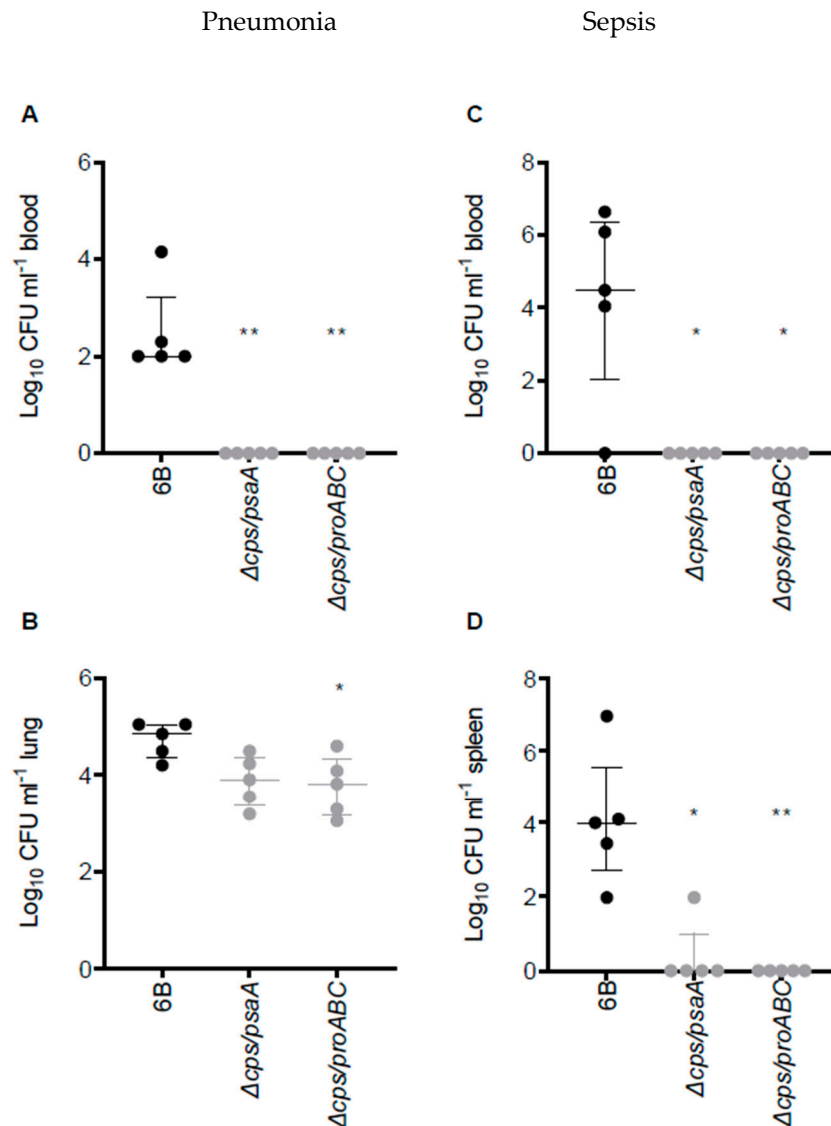 Pneumonia Sepsis
A
Log₁₀ CFU ml⁻¹ blood
6
4
2
0
** **
6B Δcps/psaA Δcps/proABC
C
Log₁₀ CFU ml⁻¹ blood
8
6
4
2
0
* *
6B Δcps/psaA Δcps/proABC
B
Log₁₀ CFU ml⁻¹ lung
6
4
2
0
*
6B Δcps/psaA Δcps/proABC
D
Log₁₀ CFU ml⁻¹ spleen
8
6
4
2
0
* **
6B Δcps/psaA Δcps/proABC